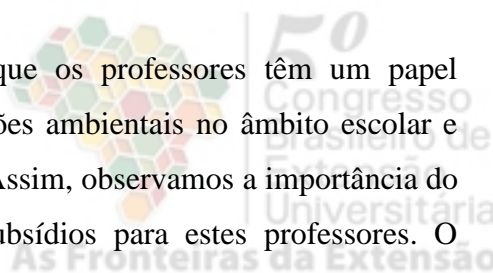 que os professores têm um papel
ões ambientais no âmbito escolar e
Assim, observamos a importância do
ubsídios para estes professores. O
5º
Congresso
Brasileiro de
Extensão
Universitária
As Fronteiras da Extensão